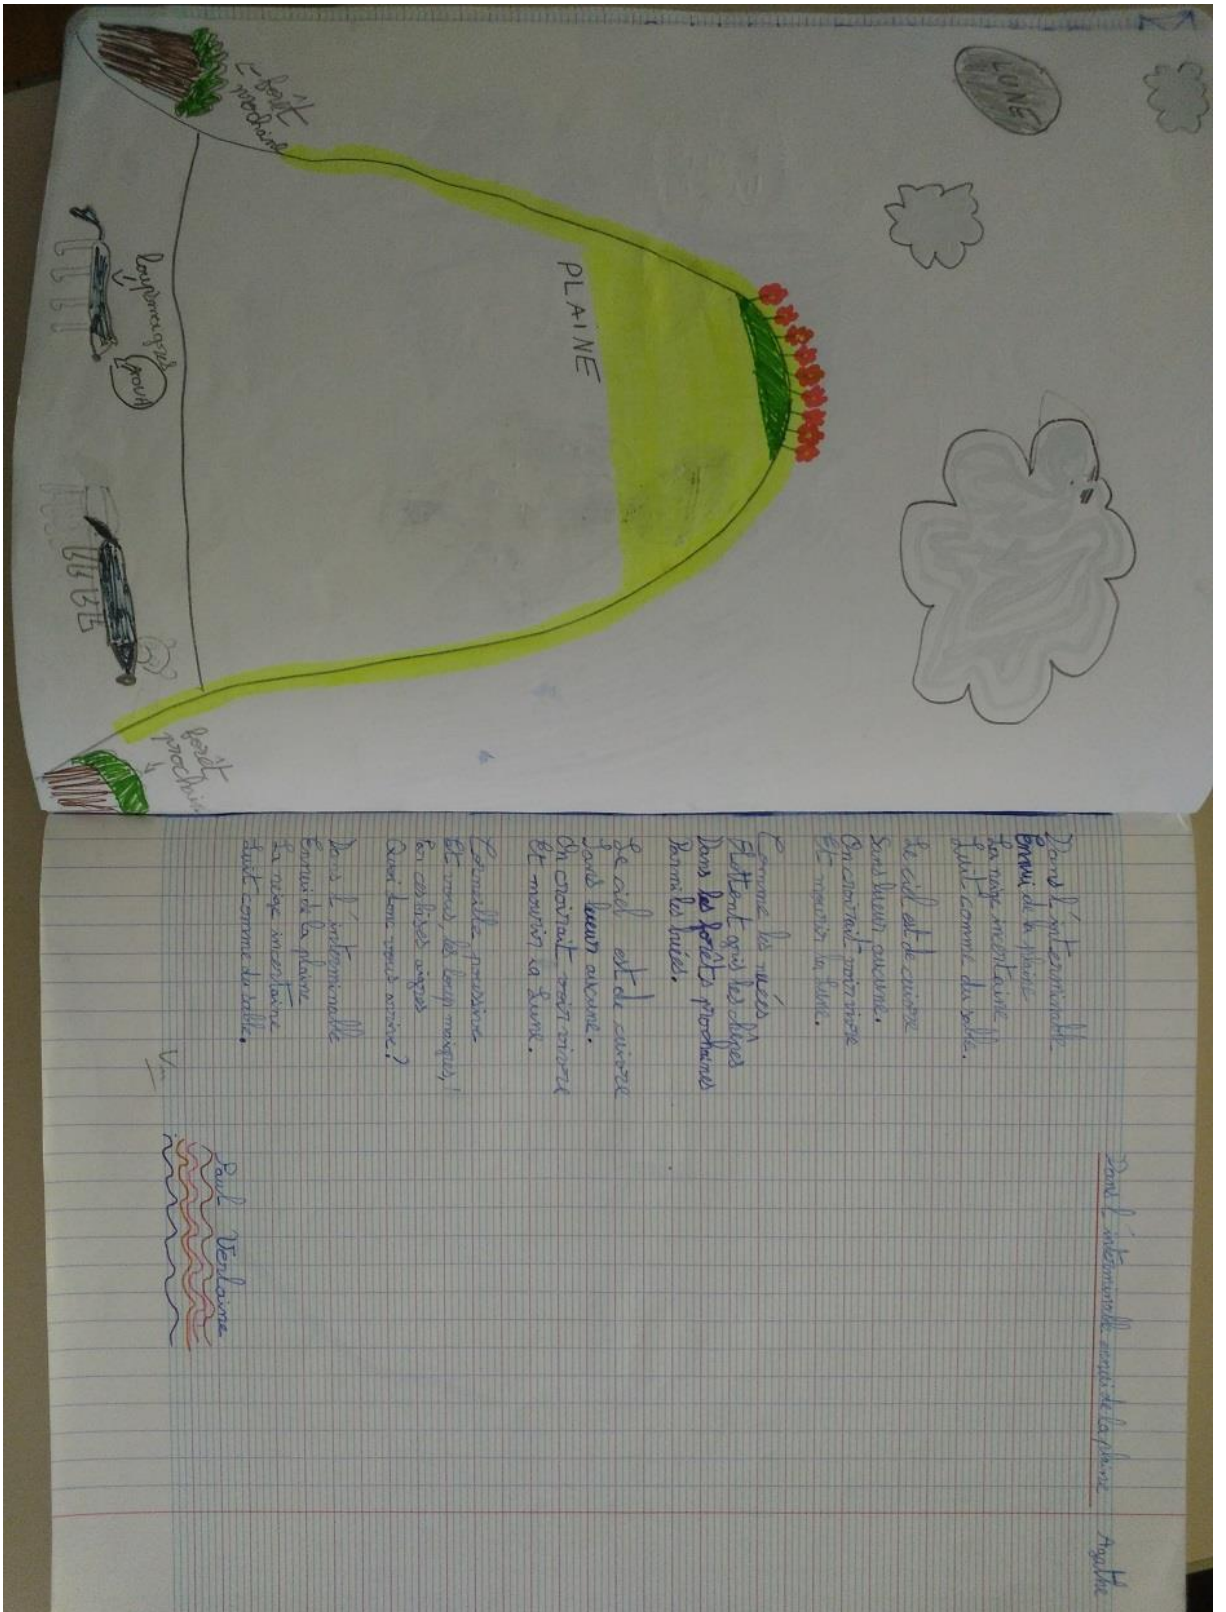 Dans l'interminable ennui de la plaine
Agathe
Dans l'interminable
Ennui de la plaine
La neige incertaine
Luit comme du sable.
Le ciel est de cuivre
Sans lueur aucune.
On croirait voir vivre
Et mourir la Lune.
Comme les nuées
Flottent gris les chênes
Dans les forêts prochaines
Parmi les buées.
Le ciel est de cuivre
Sans lueur aucune.
On croirait voir vivre
Et mourir la Lune.
Corneille poussive
Et vous, les loup maigres,
Par ces bises aigres
Quoi donc vous arrive?
Dans l'interminable
Ennui de la plaine
La neige incertaine
Luit comme du sable.
Paul Verlaine
Vu
LUNE
PLAINE
forêt
prochaine
loups maigres
forêt
prochaine